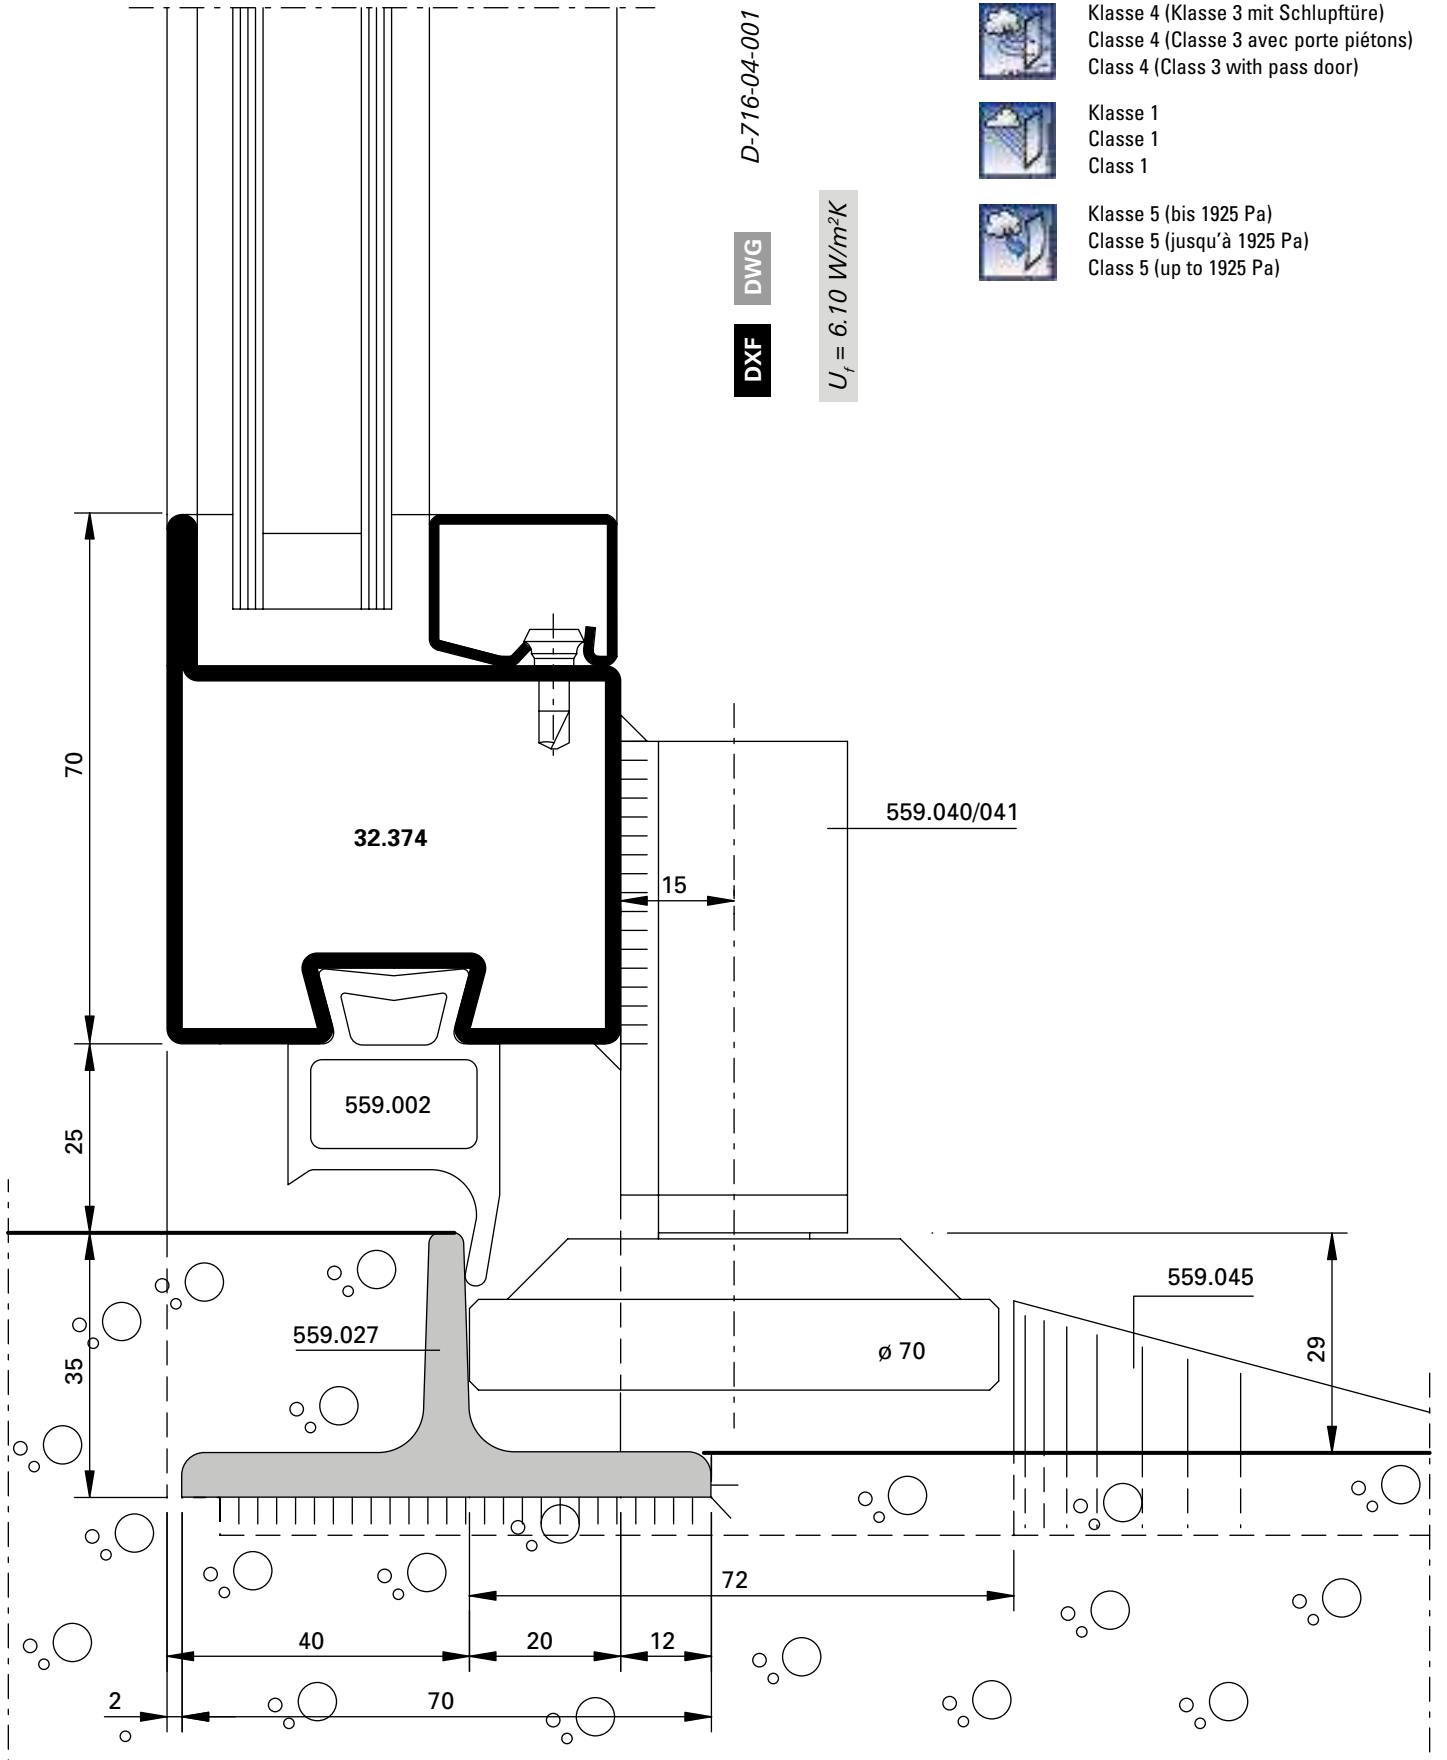 D-716-04-001
DWG
DXF
U_f = 6.10 W/m²K
Klasse 4 (Klasse 3 mit Schlupftüre)
Classe 4 (Classe 3 avec porte piétons)
Class 4 (Class 3 with pass door)
Klasse 1
Classe 1
Class 1
Klasse 5 (bis 1925 Pa)
Classe 5 (jusqu'à 1925 Pa)
Class 5 (up to 1925 Pa)
70
32.374
559.040/041
15
25
559.002
35
559.027
ø 70
559.045
29
72
40
20
12
2
70